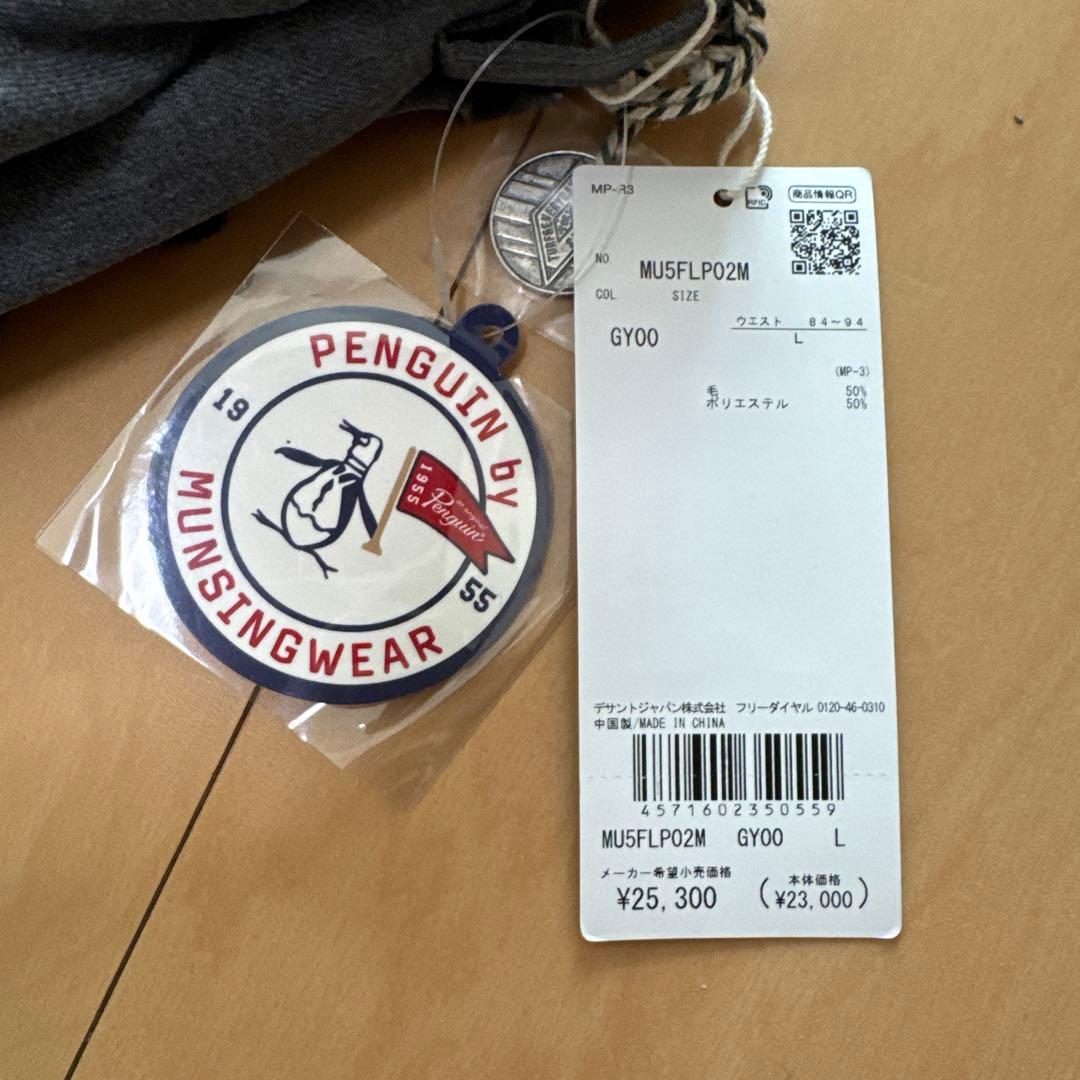 PENGUIN by
MUNSINGWEAR
19
55
1955
an original
Penguin®
MP-R3
RFID
商品情報QR
NO
MU5FLP02M
COL
SIZE
GY00
ウエスト 84～94
L
(MP-3)
毛 50%
ポリエステル 50%
デサントジャパン株式会社 フリーダイヤル 0120-46-0310
中国製/MADE IN CHINA
4571602350559
MU5FLP02M GY00 L
メーカー希望小売価格
¥25,300
(本体価格
¥23,000)